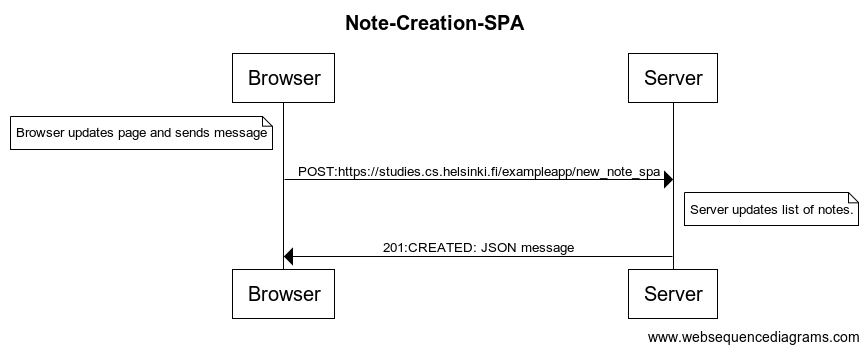 Note-Creation-SPA
Browser
Server
Browser updates page and sends message
POST:https://studies.cs.helsinki.fi/exampleapp/new_note_spa
Server updates list of notes.
201:CREATED: JSON message
Browser
Server
www.websequencediagrams.com